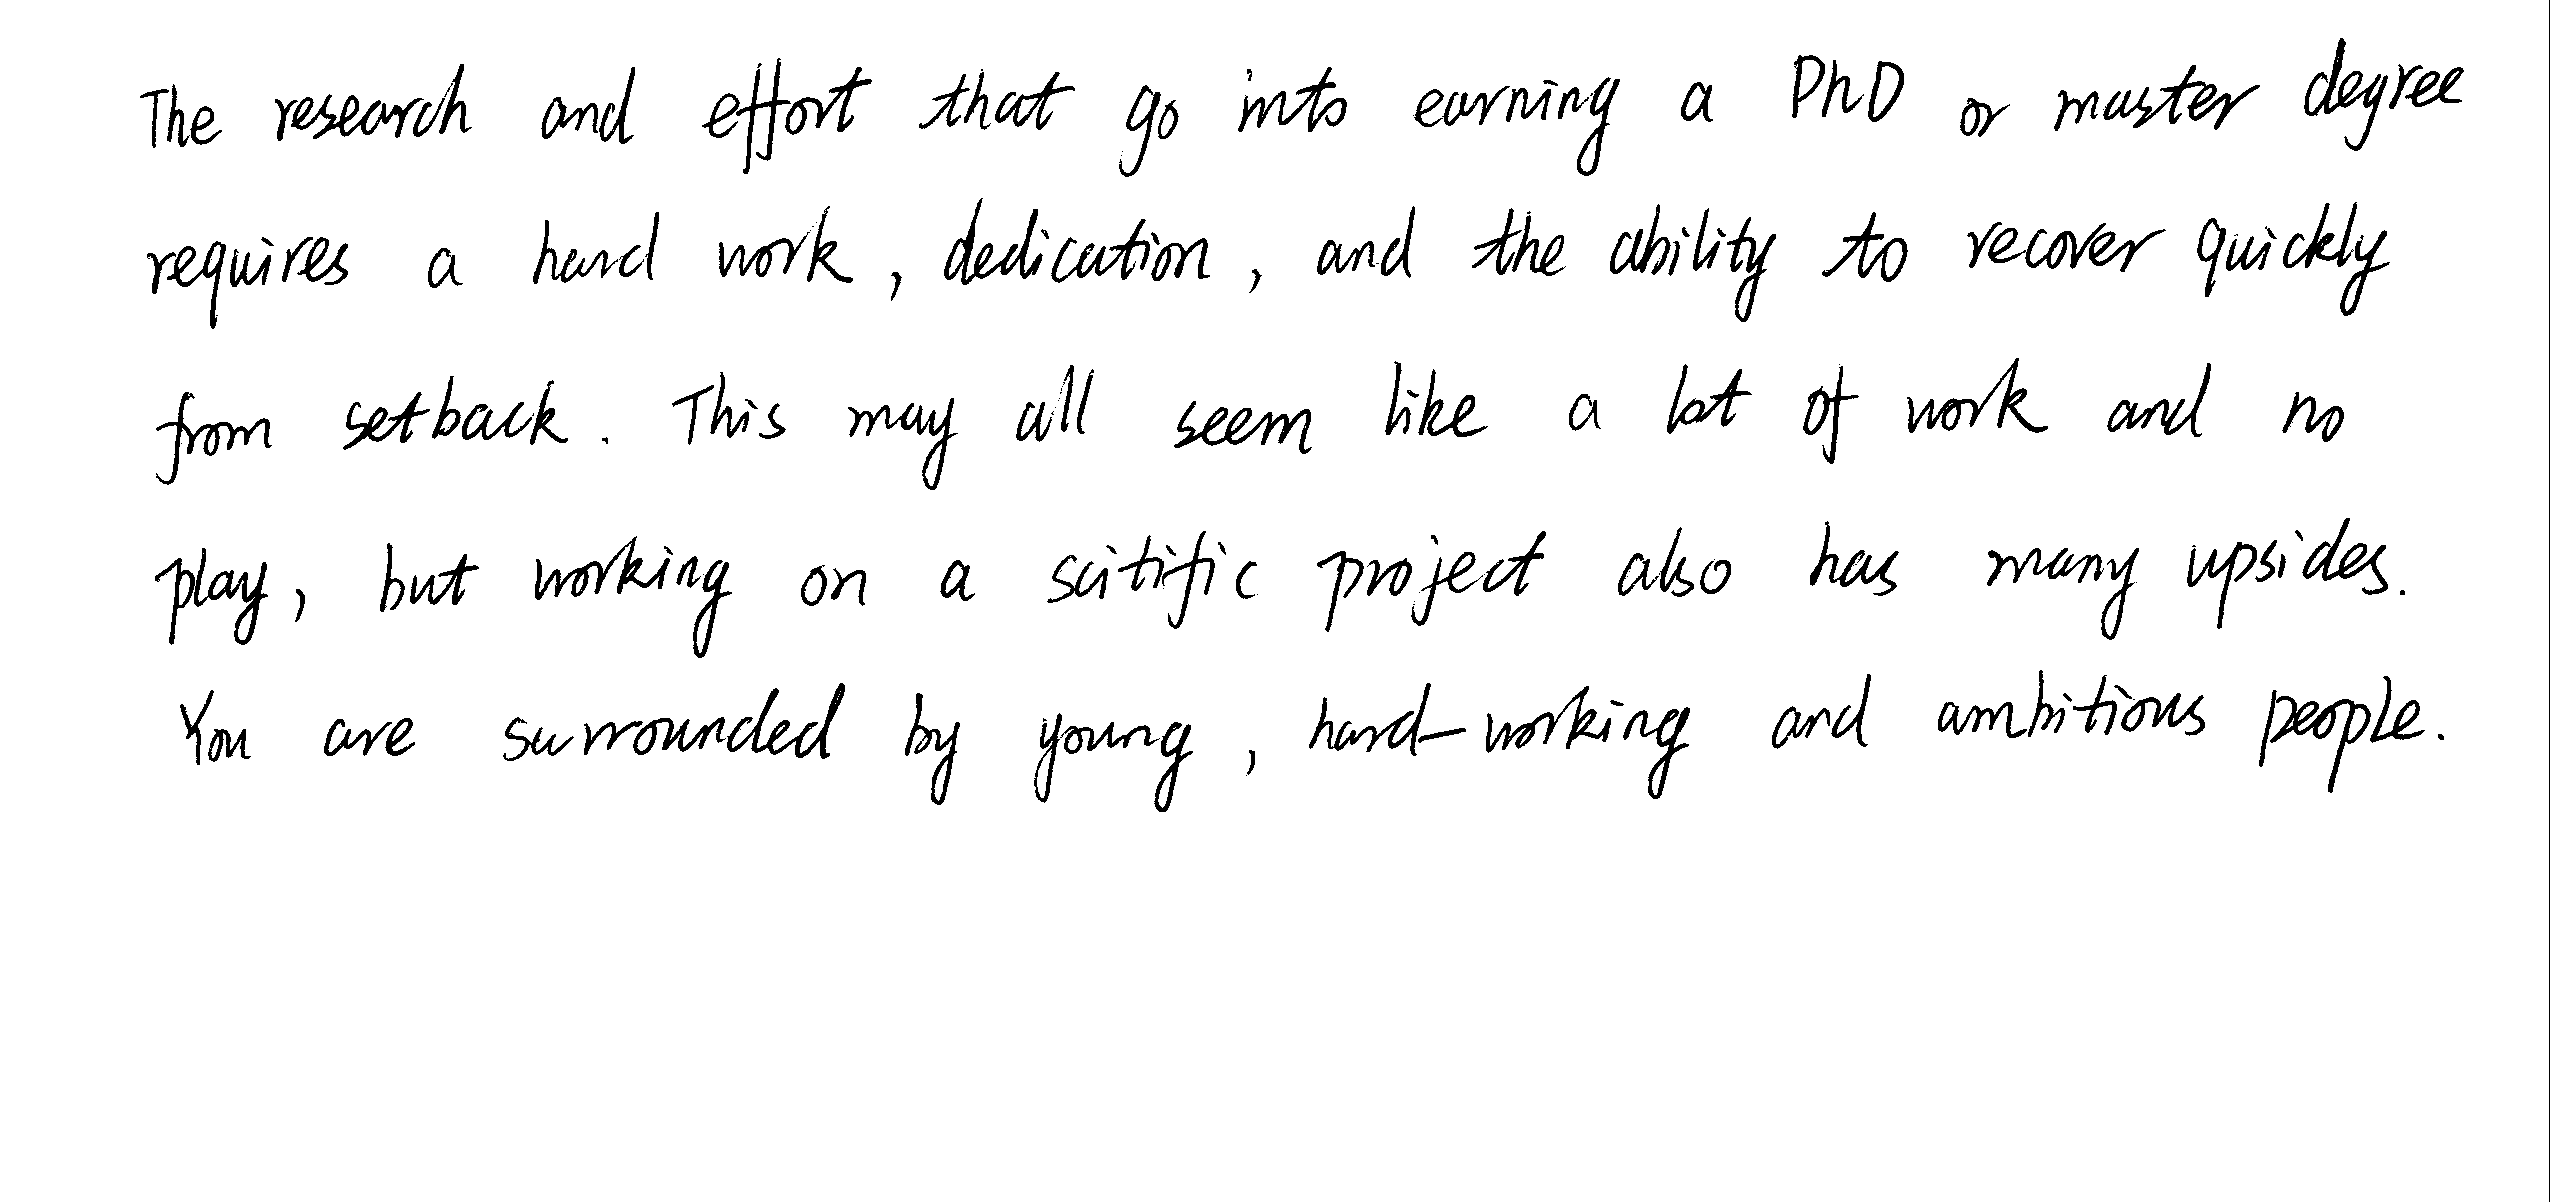 The research and effort that go into earning a PhD or master degree
requires a hard work, dedication, and the ability to recover quickly
from setback. This may all seem like a lot of work and no
play, but working on a scitific project also has many upsides.
You are surrounded by young, hard-working and ambitious people.